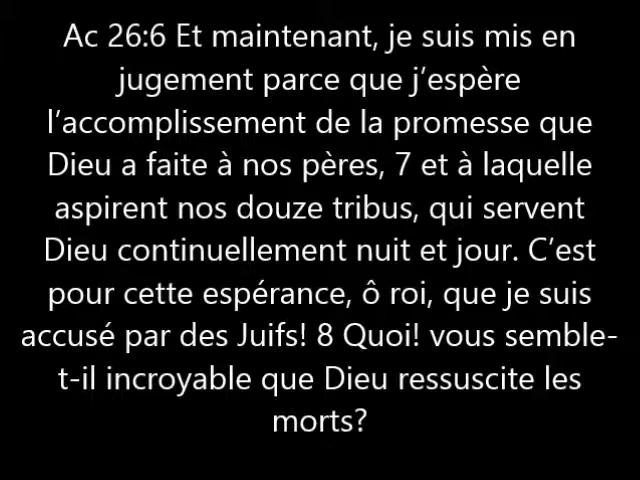 Ac 26:6 Et maintenant, je suis mis en
jugement parce que j’espère
l’accomplissement de la promesse que
Dieu a faite à nos pères, 7 et à laquelle
aspirent nos douze tribus, qui servent
Dieu continuellement nuit et jour. C’est
pour cette espérance, ô roi, que je suis
accusé par des Juifs! 8 Quoi! vous semble-
t-il incroyable que Dieu ressuscite les
morts?